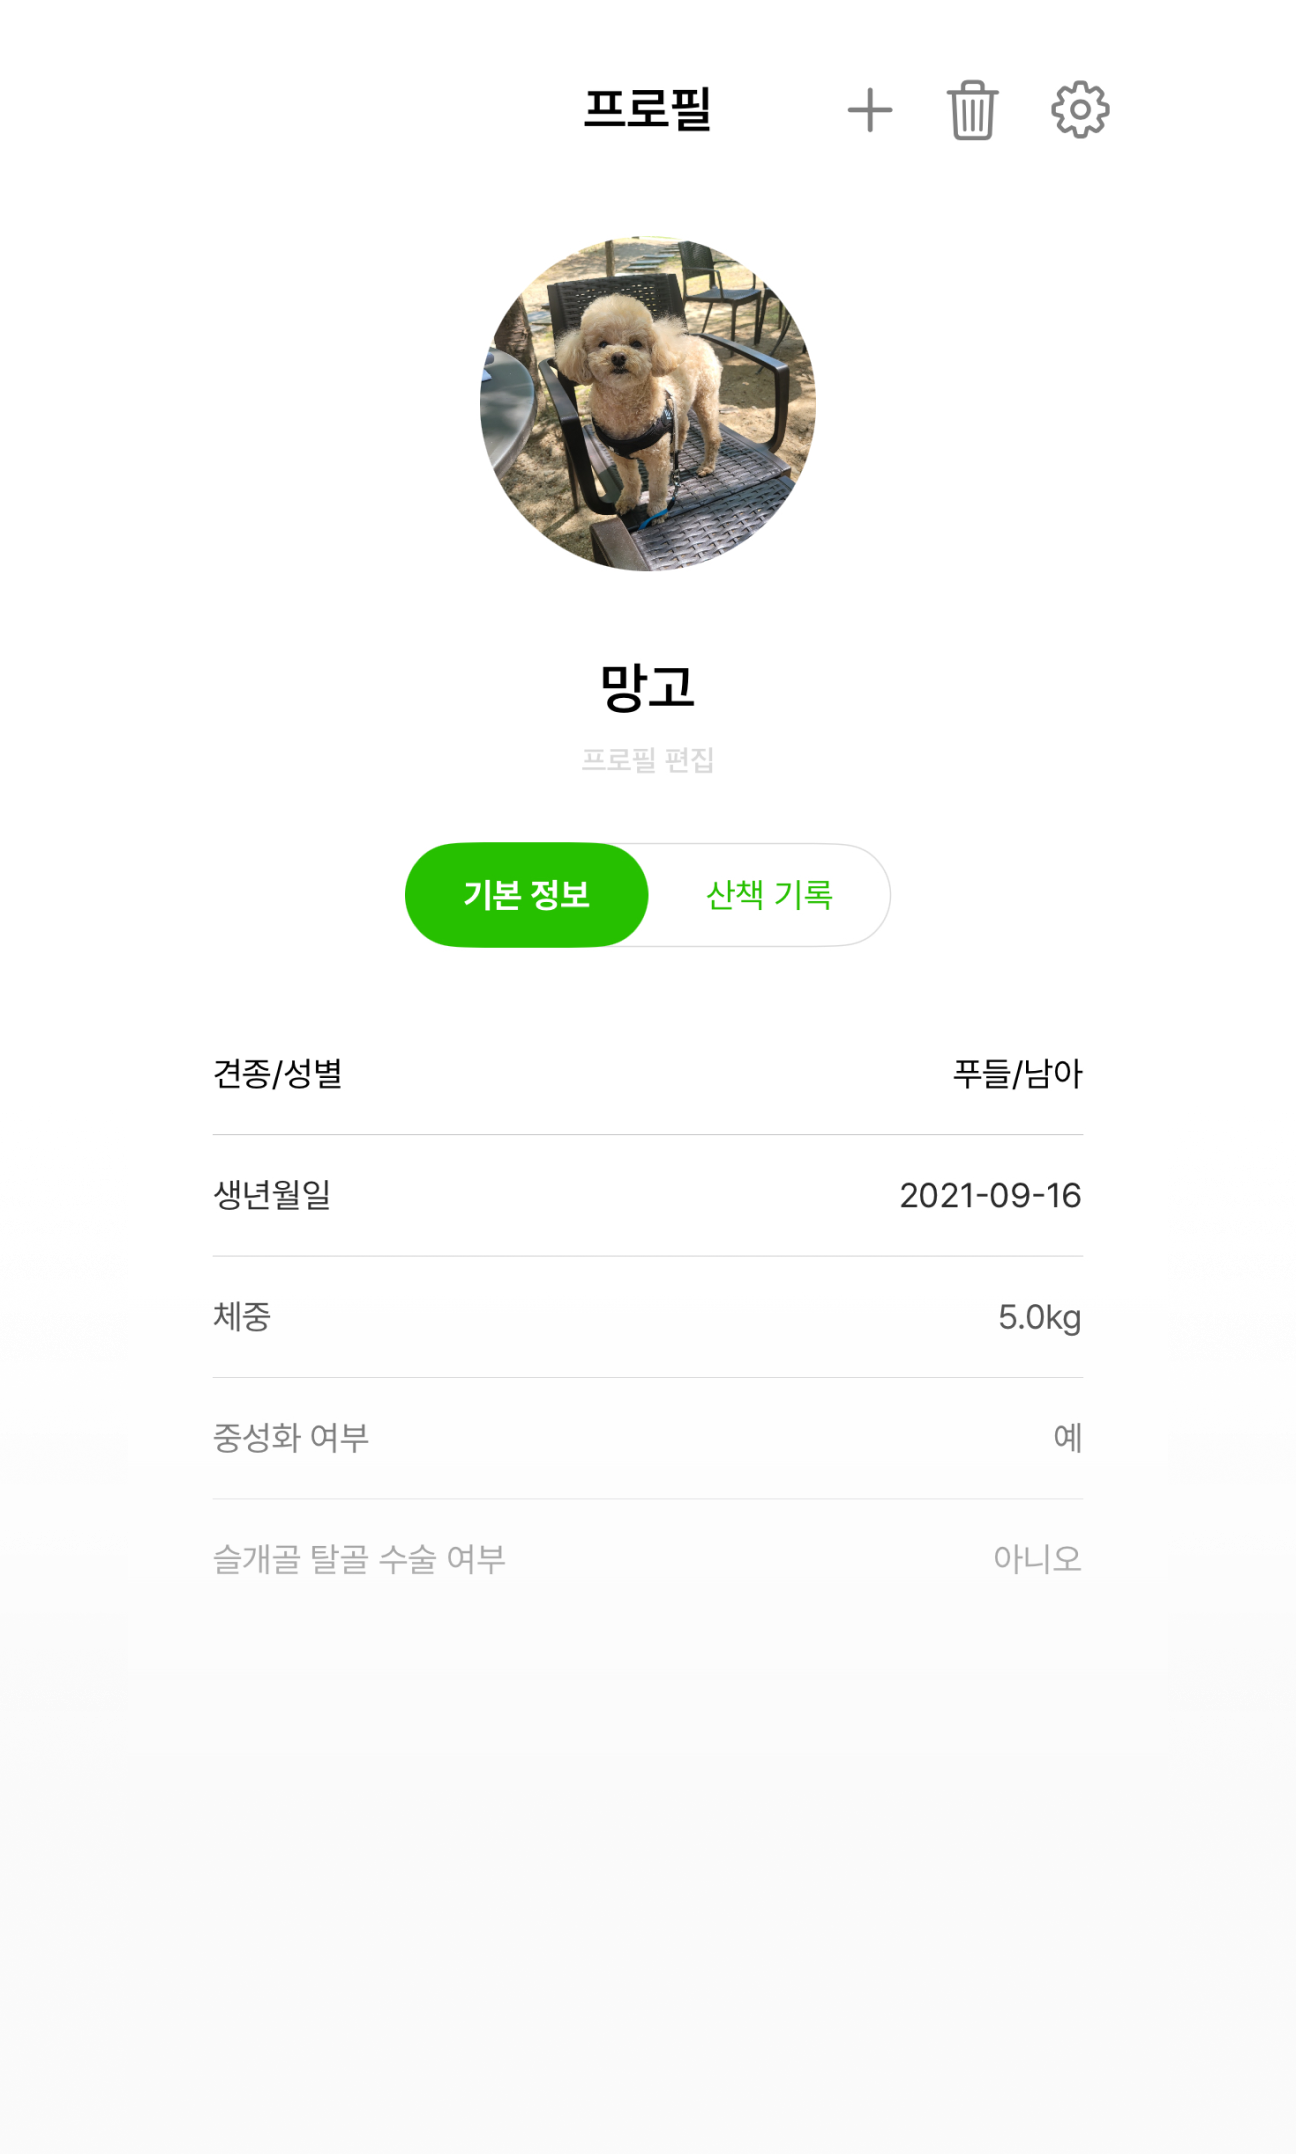 프로필
망고
프로필 편집
기본 정보 산책 기록
견종/성별 푸들/남아
생년월일 2021-09-16
체중 5.0kg
중성화 여부 예
슬개골 탈골 수술 여부 아니오